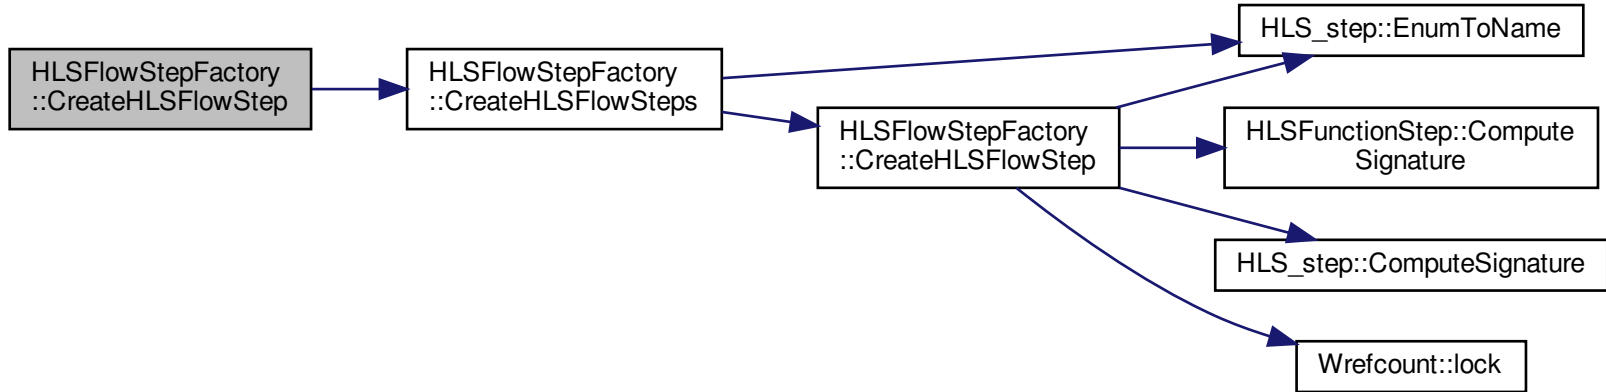 HLSFlowStepFactory
::CreateHLSFlowStep
HLSFlowStepFactory
::CreateHLSFlowSteps
HLS_step::EnumToName
HLSFlowStepFactory
::CreateHLSFlowStep
HLSFunctionStep::Compute
Signature
HLS_step::ComputeSignature
Wrefcount::lock